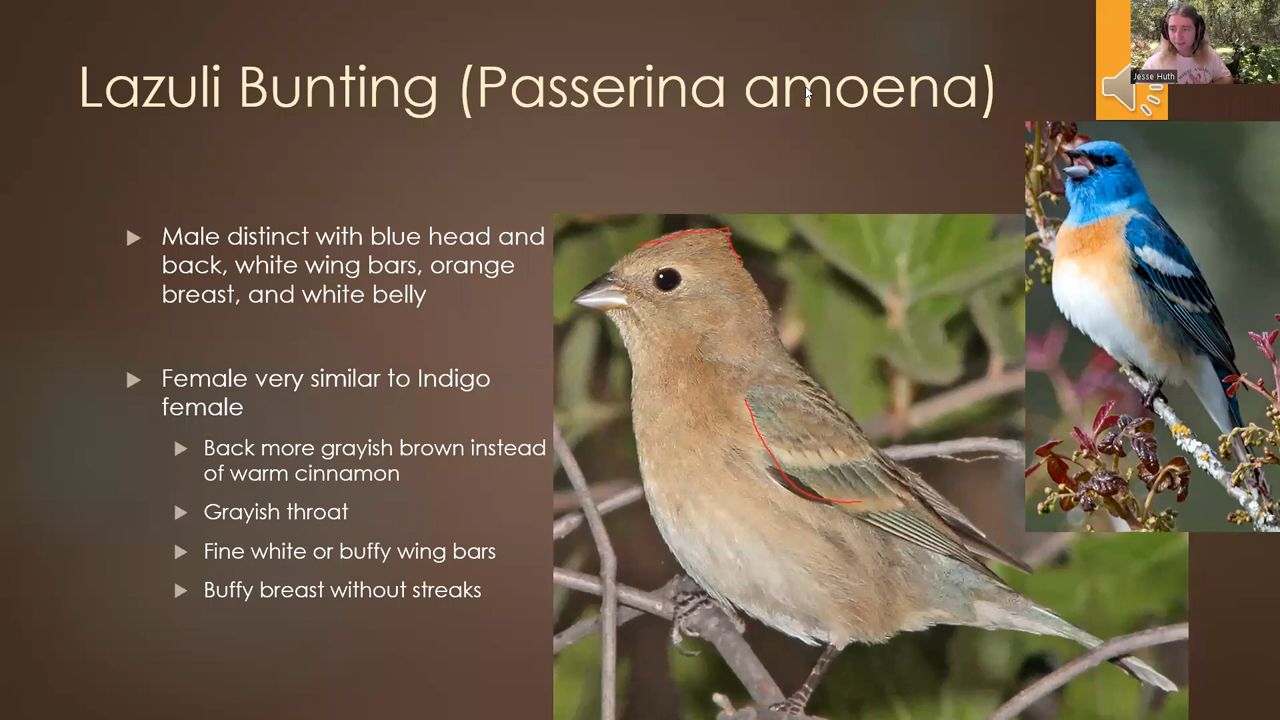 Lazuli Bunting (Passerina amoena)
Jesse Huth
Male distinct with blue head and
back, white wing bars, orange
breast, and white belly
Female very similar to Indigo
female
Back more grayish brown instead
of warm cinnamon
Grayish throat
Fine white or buffy wing bars
Buffy breast without streaks